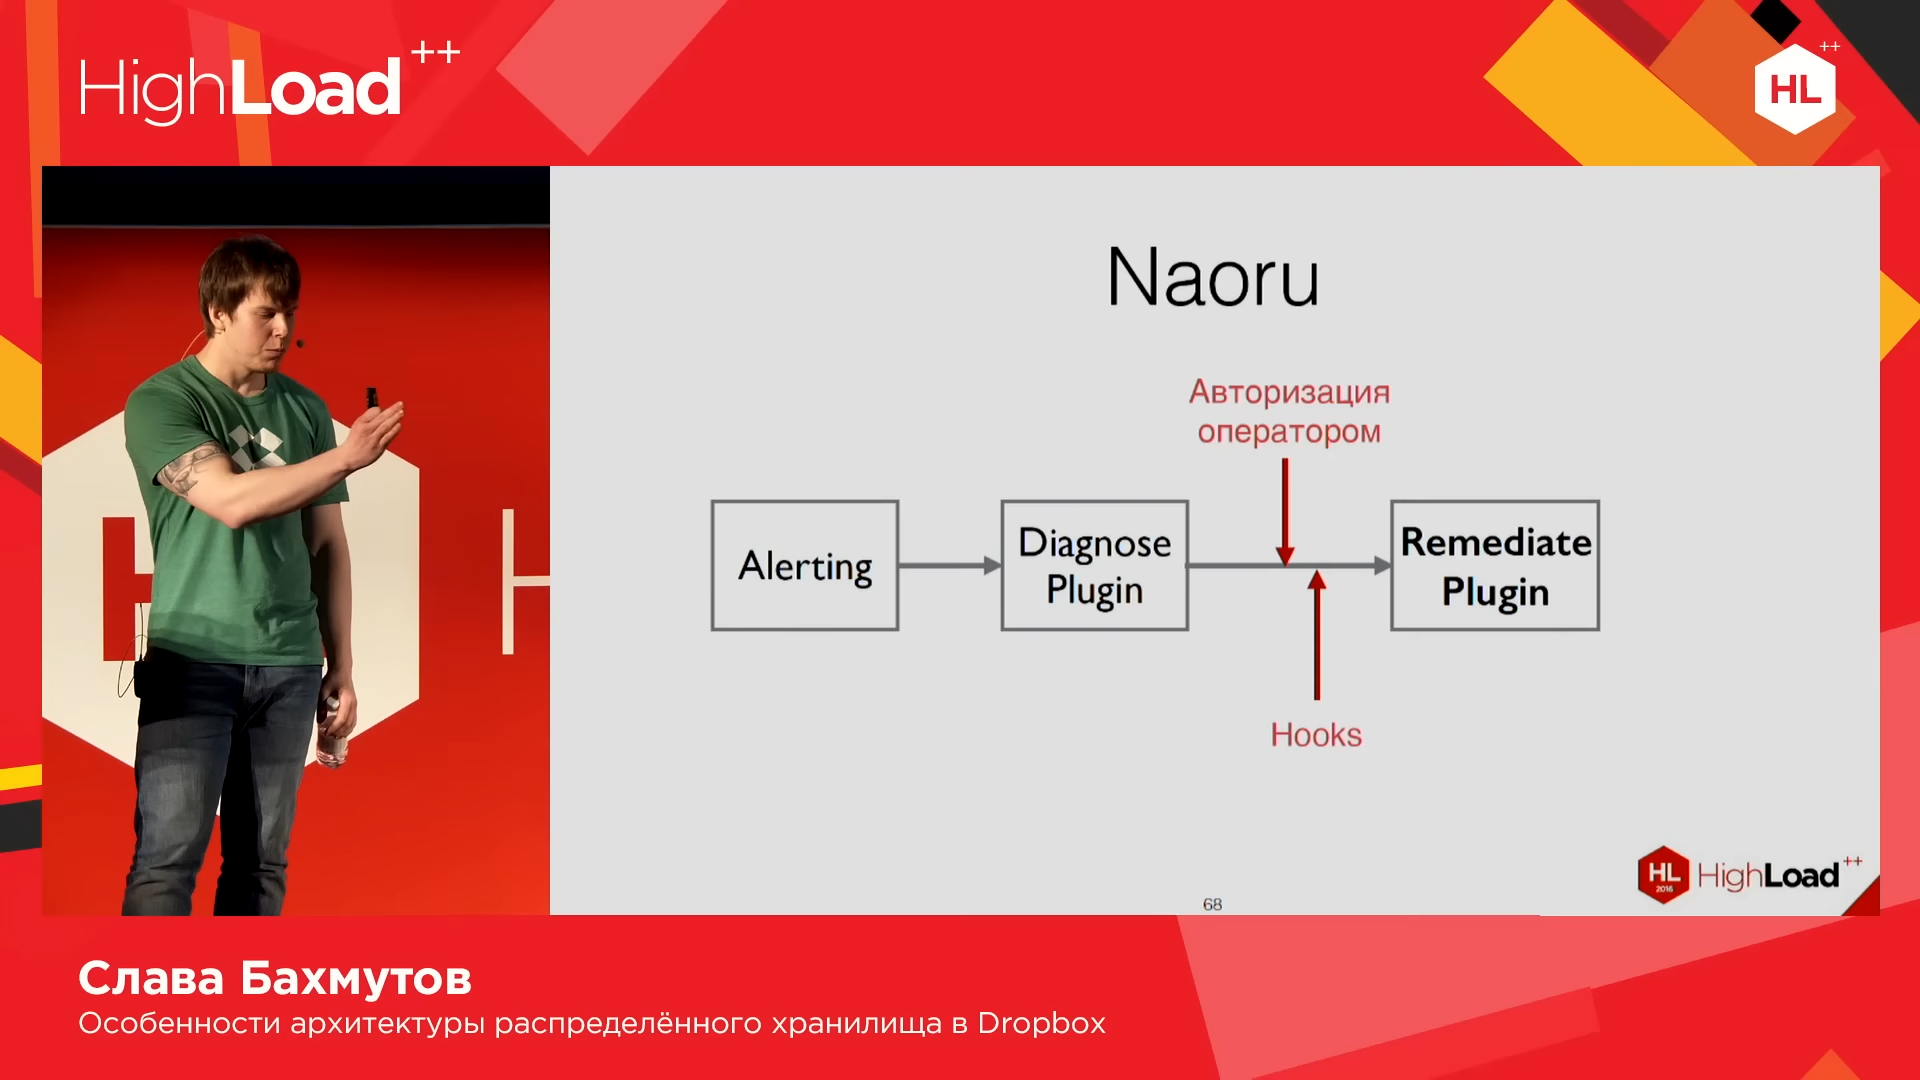 HighLoad++
HL++
Naoru
Авторизация
оператором
Alerting
Diagnose
Plugin
Remediate
Plugin
Hooks
HL
2016
HighLoad++
68
H
H
Слава Бахмутов
Особенности архитектуры распределённого хранилища в Dropbox